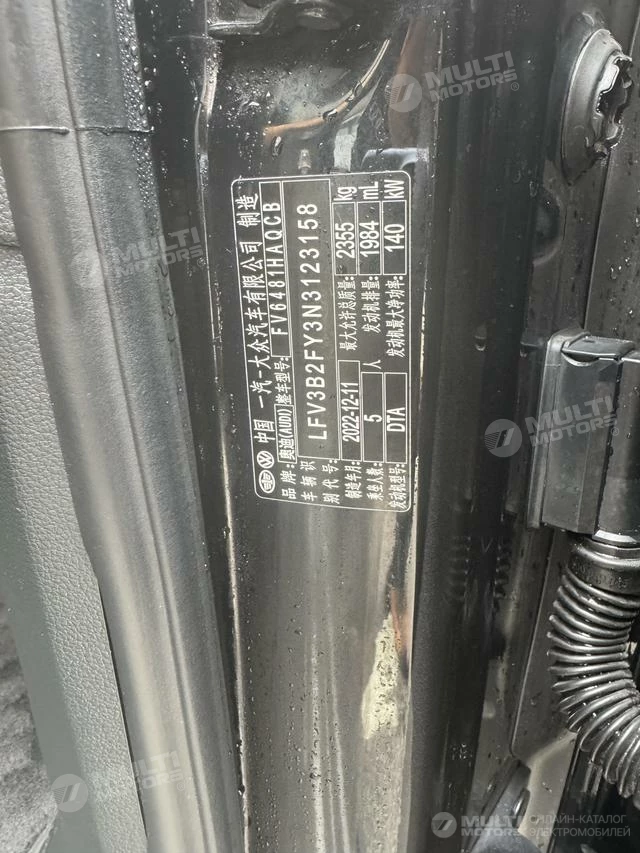 中国 一汽-大众汽车有限公司 制造
品牌: 奥迪(AUDI) 整车型号: FV6481HAQCB
车辆识别代号: LFV3B2FY3N3123158
制造年月: 2022-12-11 最大允许总质量: 2355 kg
乘坐人数: 5 人 发动机排量: 1984 mL
发动机型号: DTA 发动机最大净功率: 140 kW
MULTI MOTORS®
MULTI MOTORS
MULTI MOTORS
MULTI MOTORS
MULTI MOTORS
ОНЛАЙН-КАТАЛОГ
ЭЛЕКТРОМОБИЛЕЙ